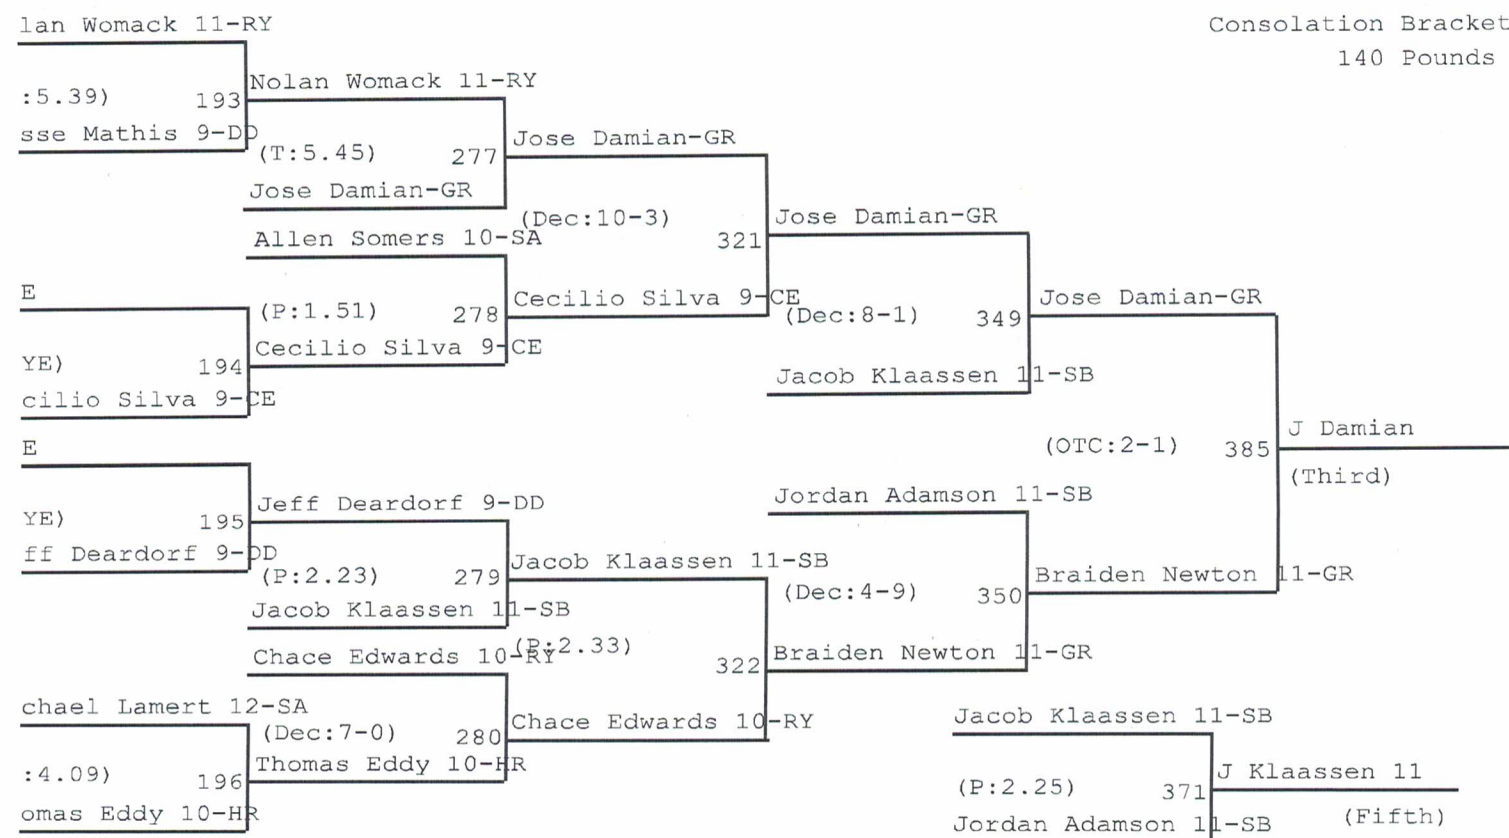 lan Womack 11-RY
Consolation Bracket
140 Pounds
:5.39)
193
sse Mathis 9-DD
Nolan Womack 11-RY
(T:5.45)
277
Jose Damian-GR
Jose Damian-GR
(Dec:10-3)
321
Allen Somers 10-SA
E
(P:1.51)
278
Cecilio Silva 9-CE
YE)
194
Cecilio Silva 9-CE
cilio Silva 9-CE
Jose Damian-GR
(Dec:8-1)
349
Jacob Klaassen 11-SB
Jose Damian-GR
(OTC:2-1)
385
J Damian
(Third)
E
YE)
195
ff Deardorf 9-DD
Jeff Deardorf 9-DD
(P:2.23)
279
Jacob Klaassen 11-SB
Jacob Klaassen 11-SB
(P:2.33)
322
Chace Edwards 10-RY
chael Lamert 12-SA
(Dec:7-0)
280
Chace Edwards 10-RY
:4.09)
196
Thomas Eddy 10-HR
omas Eddy 10-HR
Jordan Adamson 11-SB
(Dec:4-9)
350
Braiden Newton 11-GR
Braiden Newton 11-GR
Jacob Klaassen 11-SB
(P:2.25)
371
Jordan Adamson 11-SB
J Klaassen 11
(Fifth)